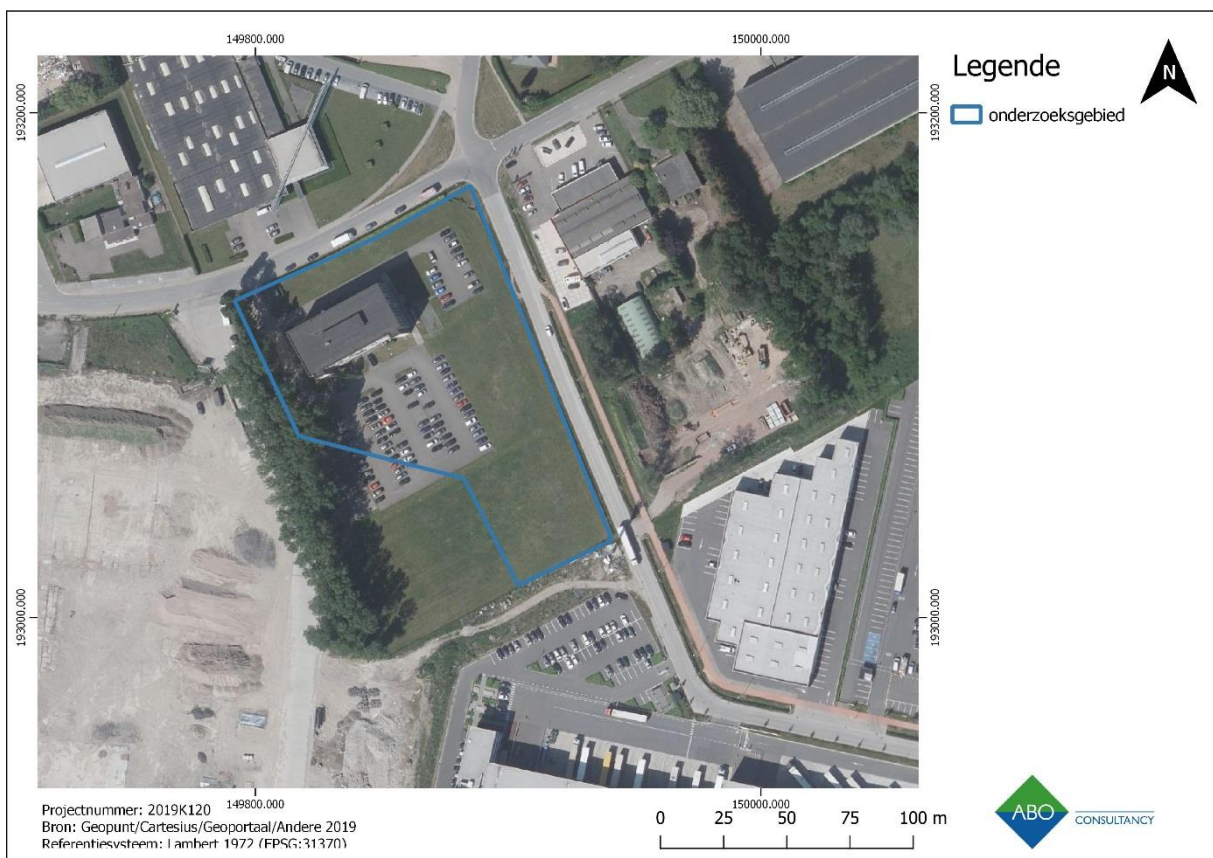 149800.000 150000.000
Legende
N
onderzoeksgebied
193200.000 193200.000
193000.000 193000.000
149800.000 150000.000
Projectnummer: 2019K120
Bron: Geopunt/Cartesius/Geoportaal/Andere 2019
Referentiesysteem: Lambert 1972 (EPSG:31370)
0 25 50 75 100 m
ABO CONSULTANCY